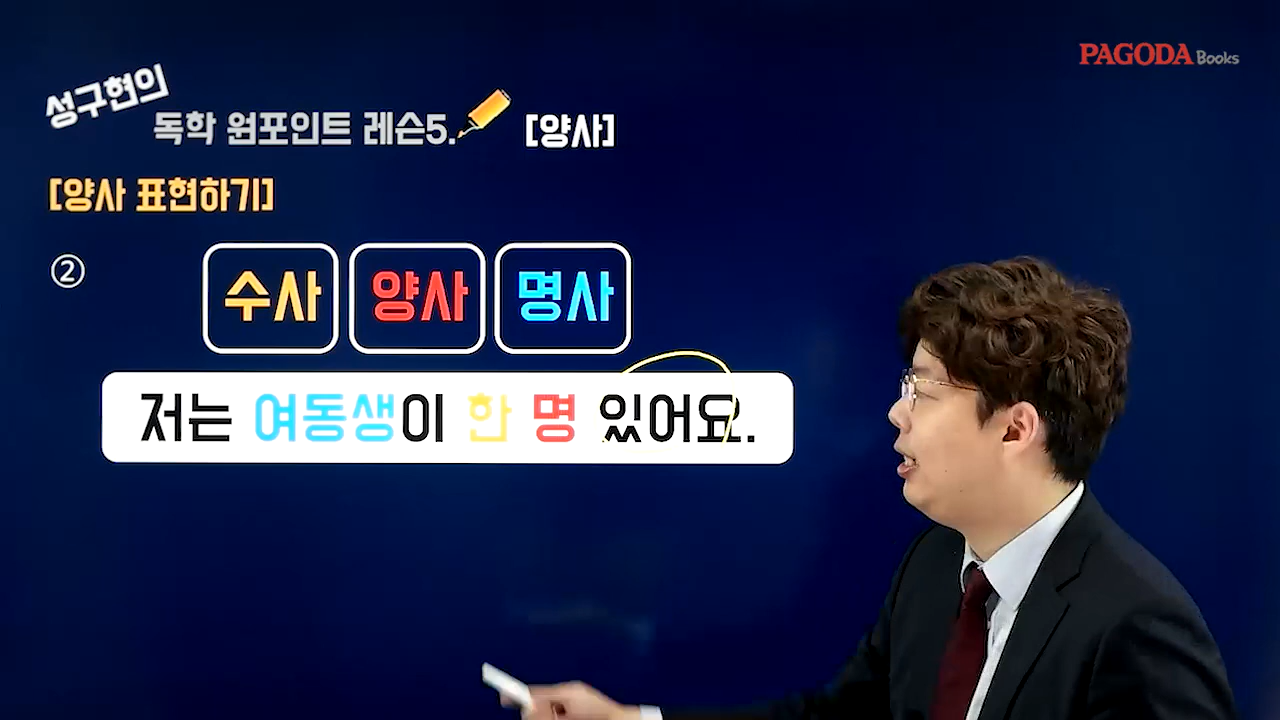 PAGODA Books
성구현의
독학 원포인트 레슨5. [양사]
[양사 표현하기]
② 수사 양사 명사
저는 여동생이 한 명 있어요.